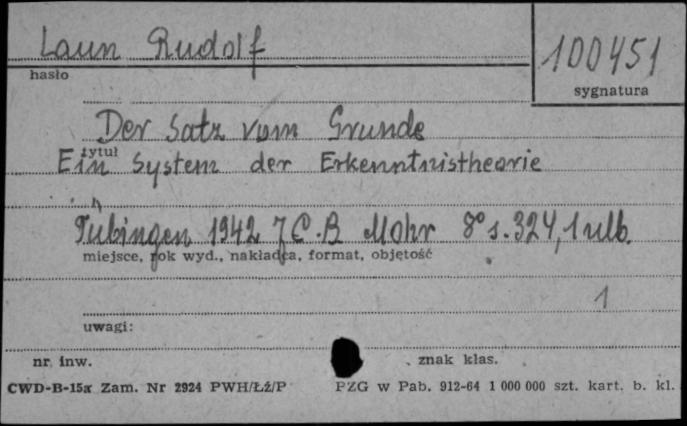 Laun Rudolf
hasło
100451
sygnatura
Der Satz vom Grunde
tytuł
Ein System der Erkenntnistheorie
Tübingen 1942 J C.B Mohr 8° s. 324, 1 nlb.
miejsce, rok wyd., nakładca, format, objętość
1
uwagi:
nr inw.
znak klas.
CWD-B-15a Zam. Nr 2924 PWH/Łź/P PZG w Pab. 912-64 1 000 000 szt. kart. b. kl.